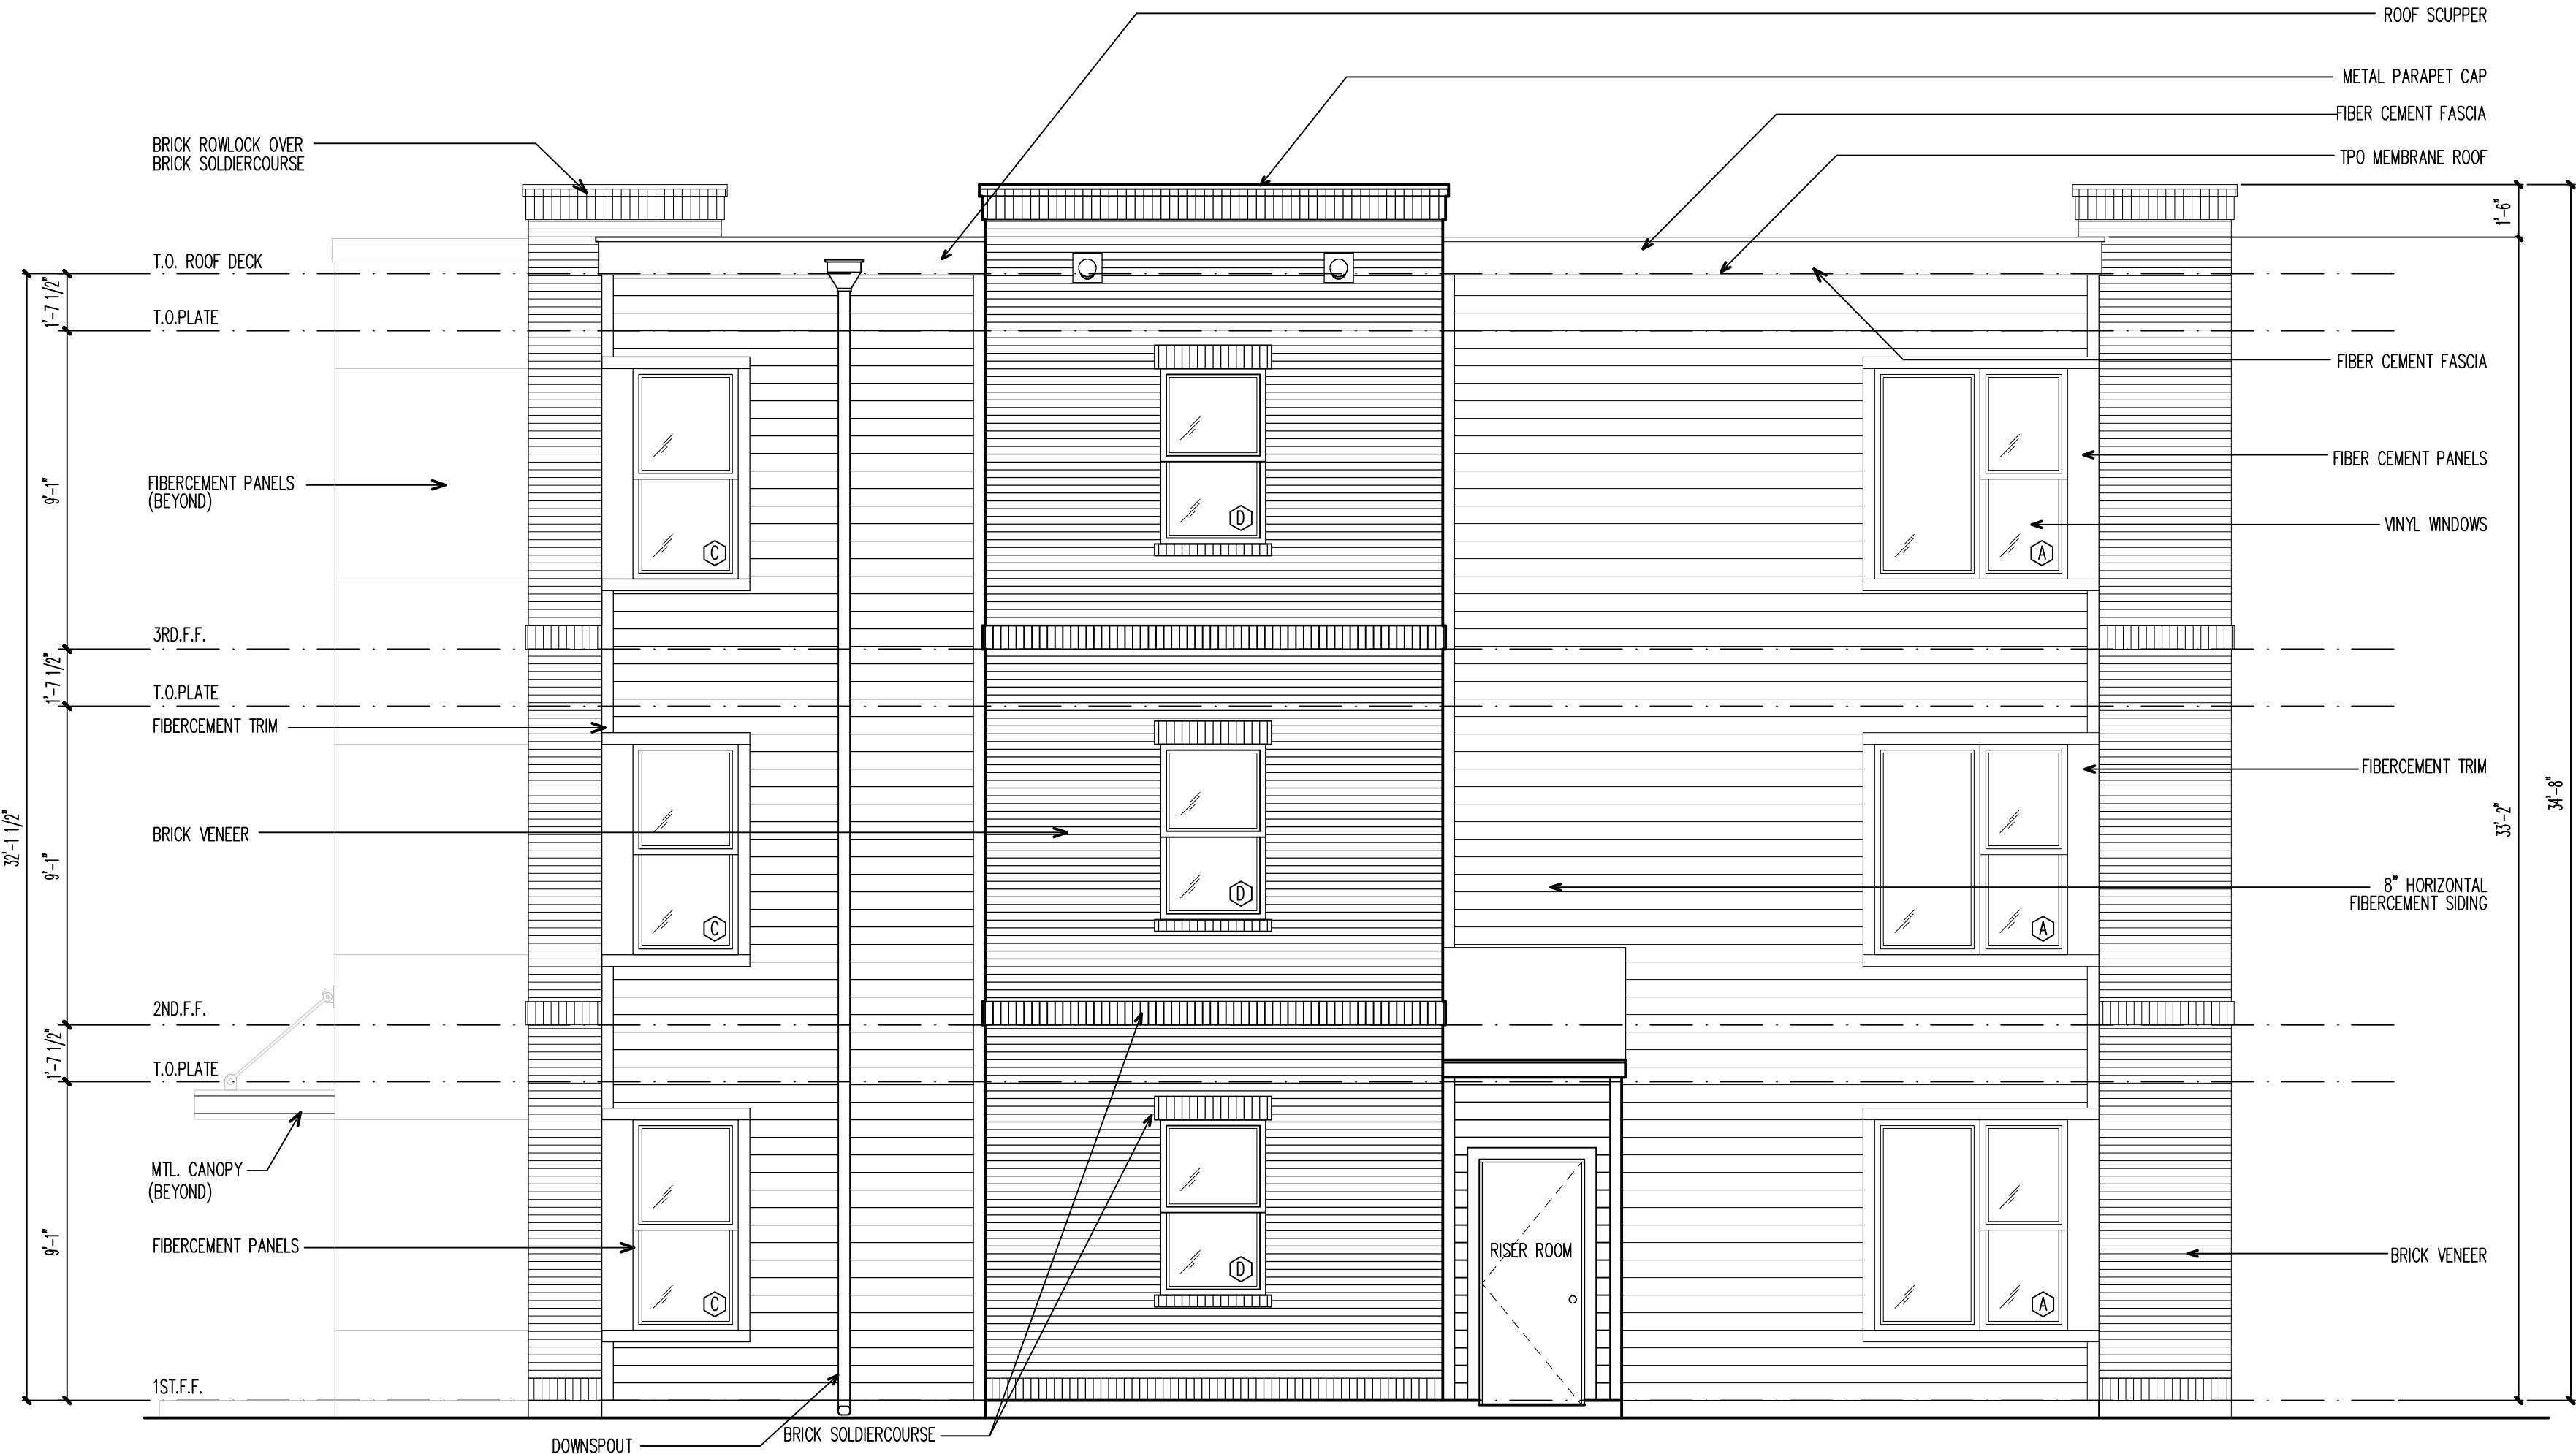 ROOF SCUPPER
METAL PARAPET CAP
FIBER CEMENT FASCIA
BRICK ROWLOCK OVER
BRICK SOLDIERCOURSE
TPO MEMBRANE ROOF
1'-6"
T.O. ROOF DECK
1'-7 1/2"
T.O.PLATE
FIBER CEMENT FASCIA
FIBER CEMENT PANELS
9'-1"
FIBERCEMENT PANELS
(BEYOND)
VINYL WINDOWS
D
C
A
3RD.F.F.
1'-7 1/2"
T.O.PLATE
FIBERCEMENT TRIM
FIBERCEMENT TRIM
34'-8"
33'-2"
32'-1 1/2"
BRICK VENEER
9'-1"
8" HORIZONTAL
FIBERCEMENT SIDING
D
C
A
2ND.F.F.
1'-7 1/2"
T.O.PLATE
MTL. CANOPY
(BEYOND)
9'-1"
FIBERCEMENT PANELS
RISER ROOM
BRICK VENEER
D
C
A
1ST.F.F.
BRICK SOLDIERCOURSE
DOWNSPOUT